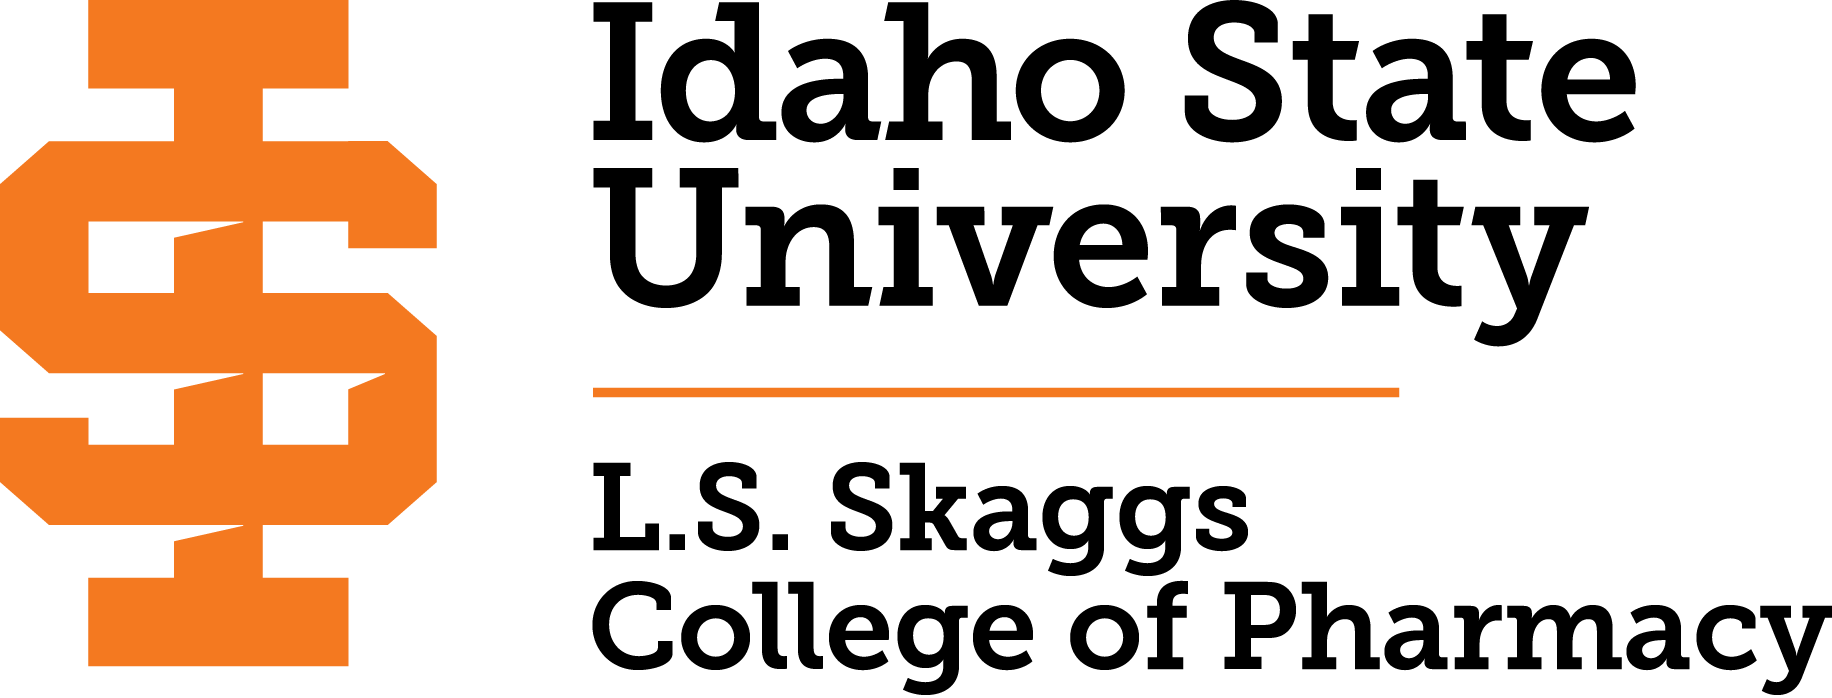 Idaho State
University
L.S. Skaggs
College of Pharmacy